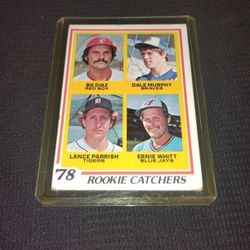 BO DIAZ
RED SOX
DALE MURPHY
BRAVES
LANCE PARRISH
TIGERS
ERNIE WHITT
BLUE JAYS
'78 ROOKIE CATCHERS